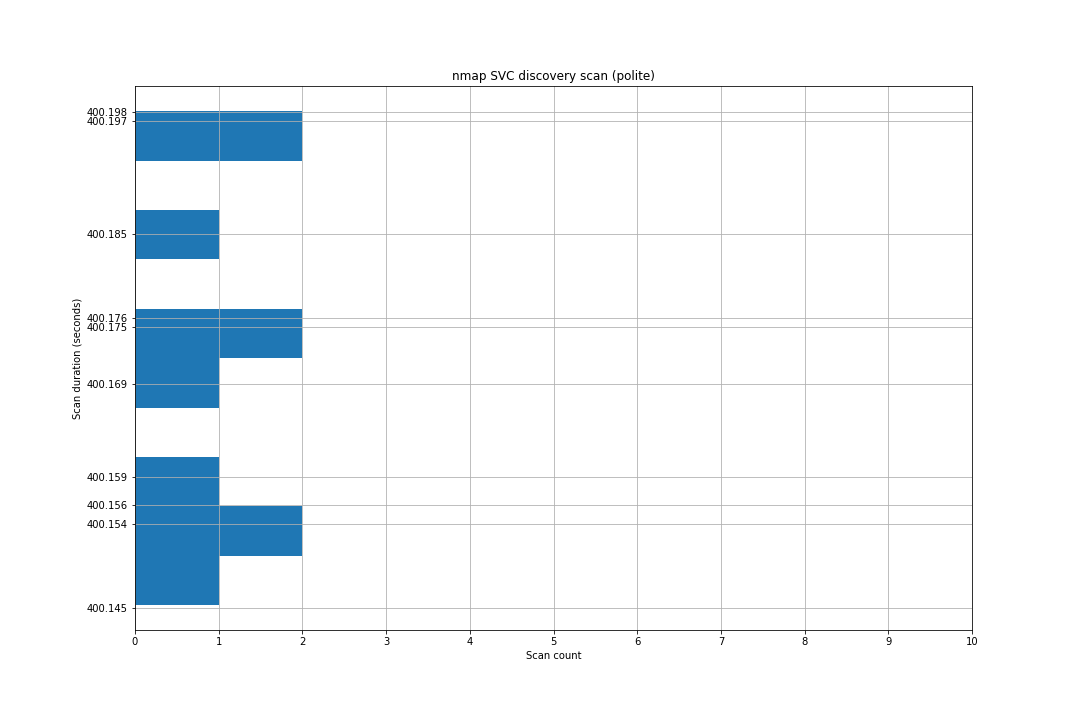 nmap SVC discovery scan (polite)
400.198
400.197
400.185
400.176
400.175
400.169
400.159
400.156
400.154
400.145
Scan duration (seconds)
0 1 2 3 4 5 6 7 8 9 10
Scan count